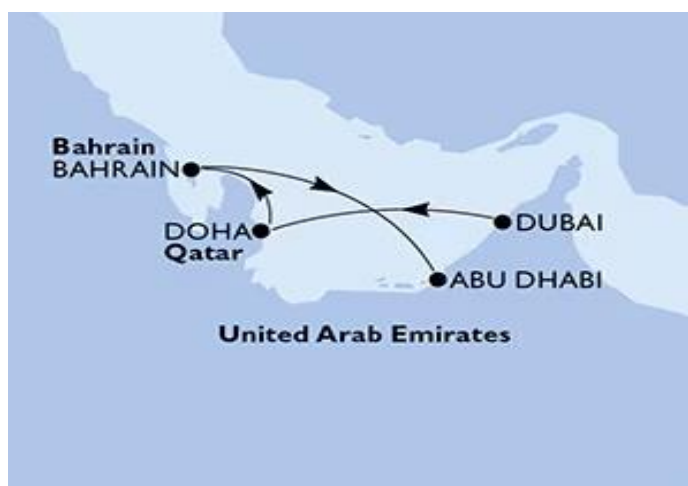 Bahrain
BAHRAIN
DOHA
Qatar
DUBAI
ABU DHABI
United Arab Emirates